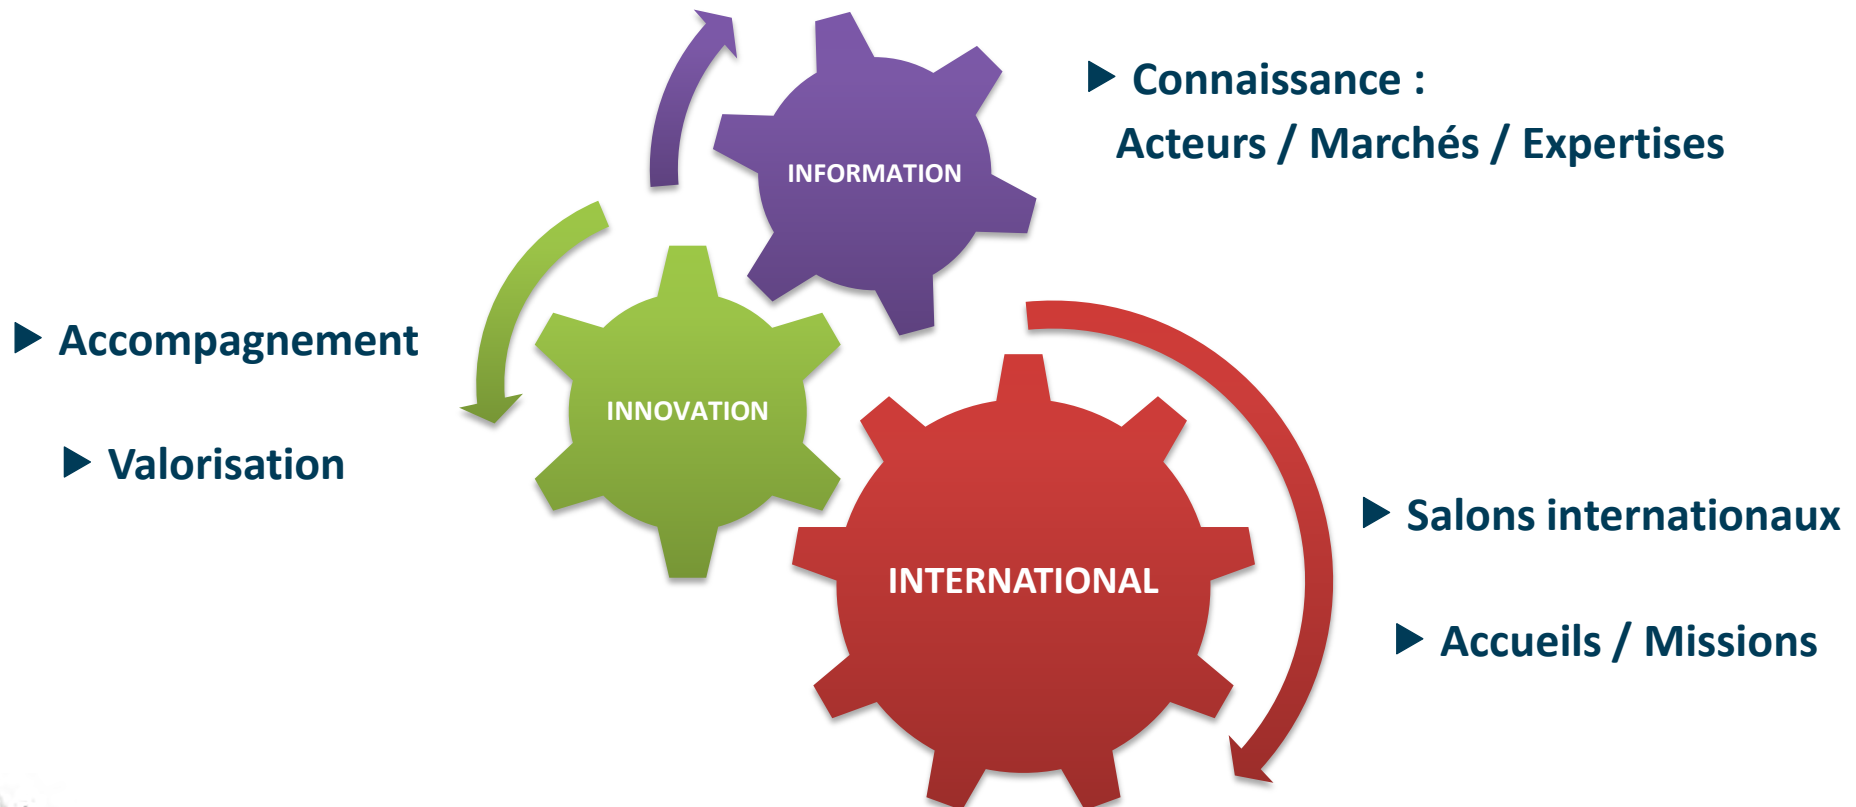 ▶ Connaissance :
Acteurs / Marchés / Expertises
INFORMATION
▶ Accompagnement
INNOVATION
▶ Valorisation
▶ Salons internationaux
INTERNATIONAL
▶ Accueils / Missions